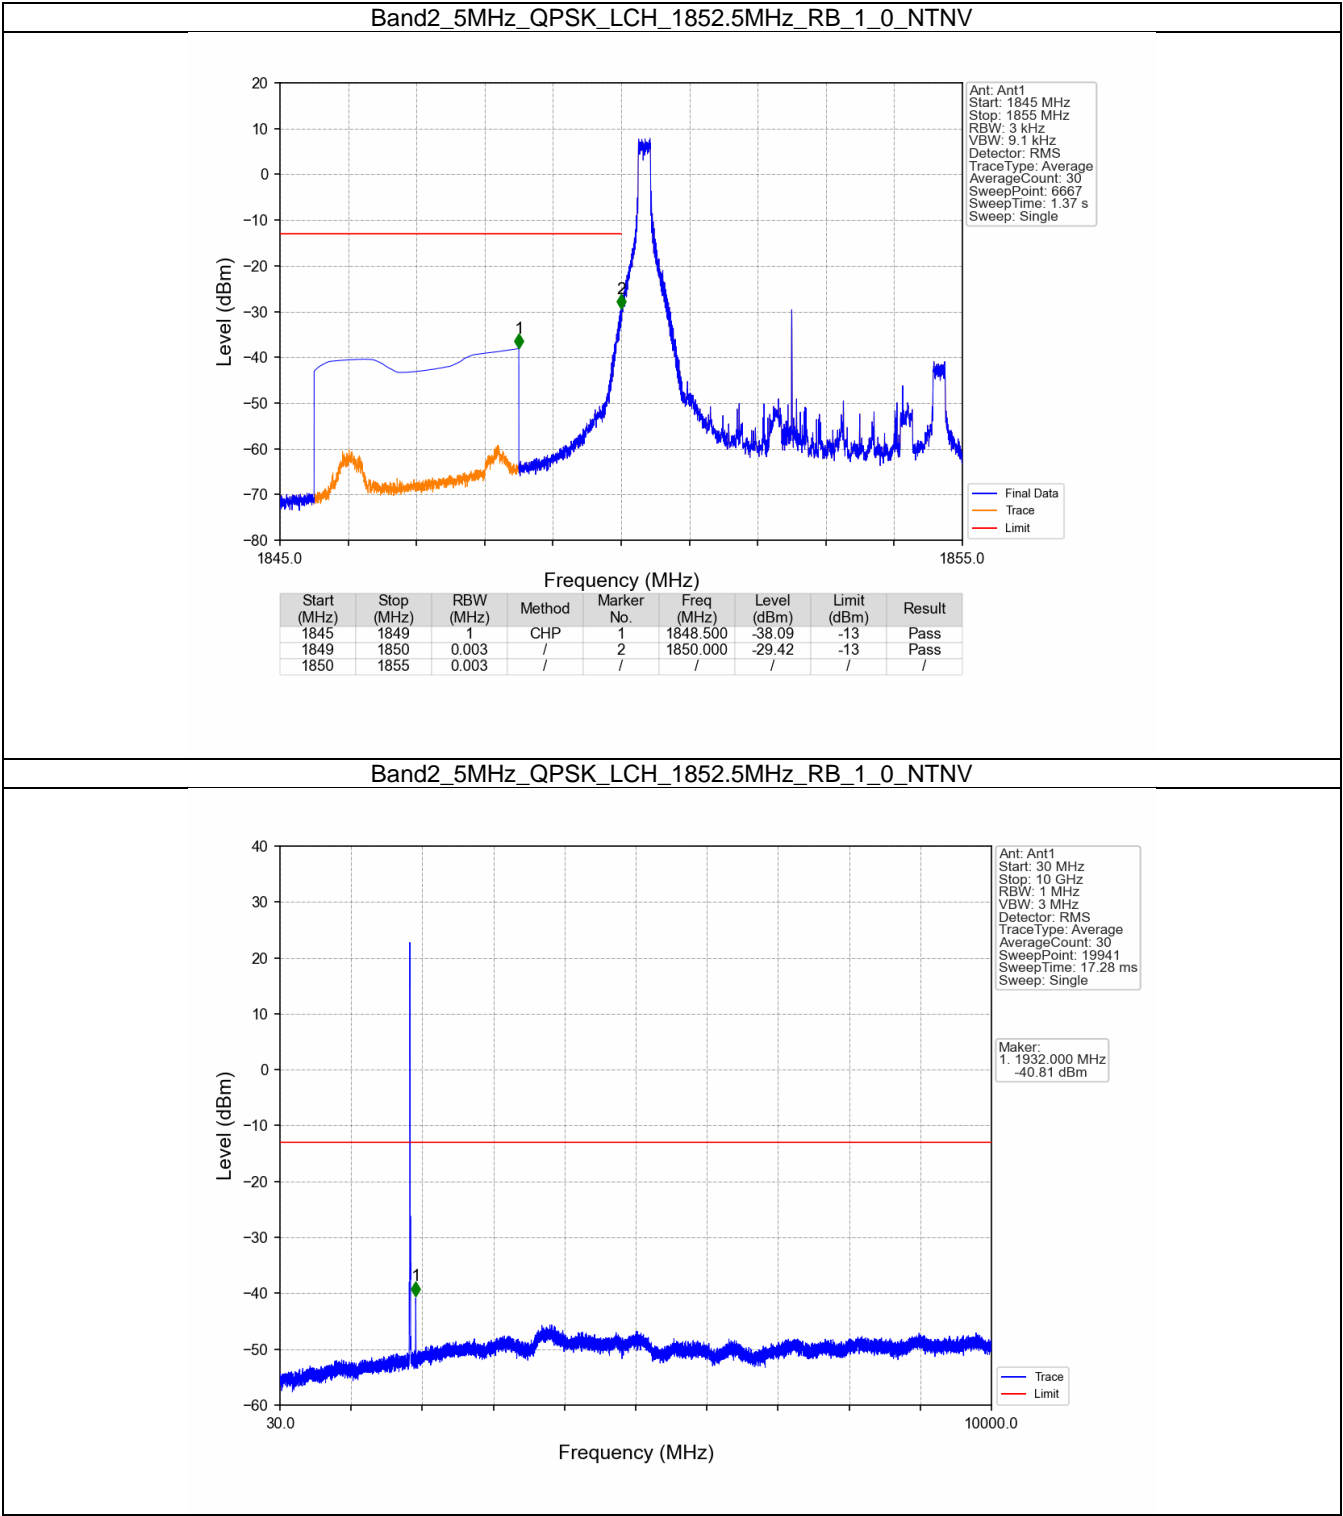 Band2_5MHz_QPSK_LCH_1852.5MHz_RB_1_0_NTNV
20
10
0
−10
−20
−30
−40
−50
−60
−70
−80
Level (dBm)
1
2
1845.0
1855.0
Frequency (MHz)
Ant: Ant1
Start: 1845 MHz
Stop: 1855 MHz
RBW: 3 kHz
VBW: 9.1 kHz
Detector: RMS
TraceType: Average
AverageCount: 30
SweepPoint: 6667
SweepTime: 1.37 s
Sweep: Single
Final Data
Trace
Limit
Start (MHz) Stop (MHz) RBW (MHz) Method Marker No. Freq (MHz) Level (dBm) Limit (dBm) Result
1845 1849 1 CHP 1 1848.500 -38.09 -13 Pass
1849 1850 0.003 / 2 1850.000 -29.42 -13 Pass
1850 1855 0.003 / / / / / /
Band2_5MHz_QPSK_LCH_1852.5MHz_RB_1_0_NTNV
40
30
20
10
0
−10
−20
−30
−40
−50
−60
Level (dBm)
1
30.0
10000.0
Frequency (MHz)
Ant: Ant1
Start: 30 MHz
Stop: 10 GHz
RBW: 1 MHz
VBW: 3 MHz
Detector: RMS
TraceType: Average
AverageCount: 30
SweepPoint: 19941
SweepTime: 17.28 ms
Sweep: Single
Maker:
1. 1932.000 MHz
-40.81 dBm
Trace
Limit